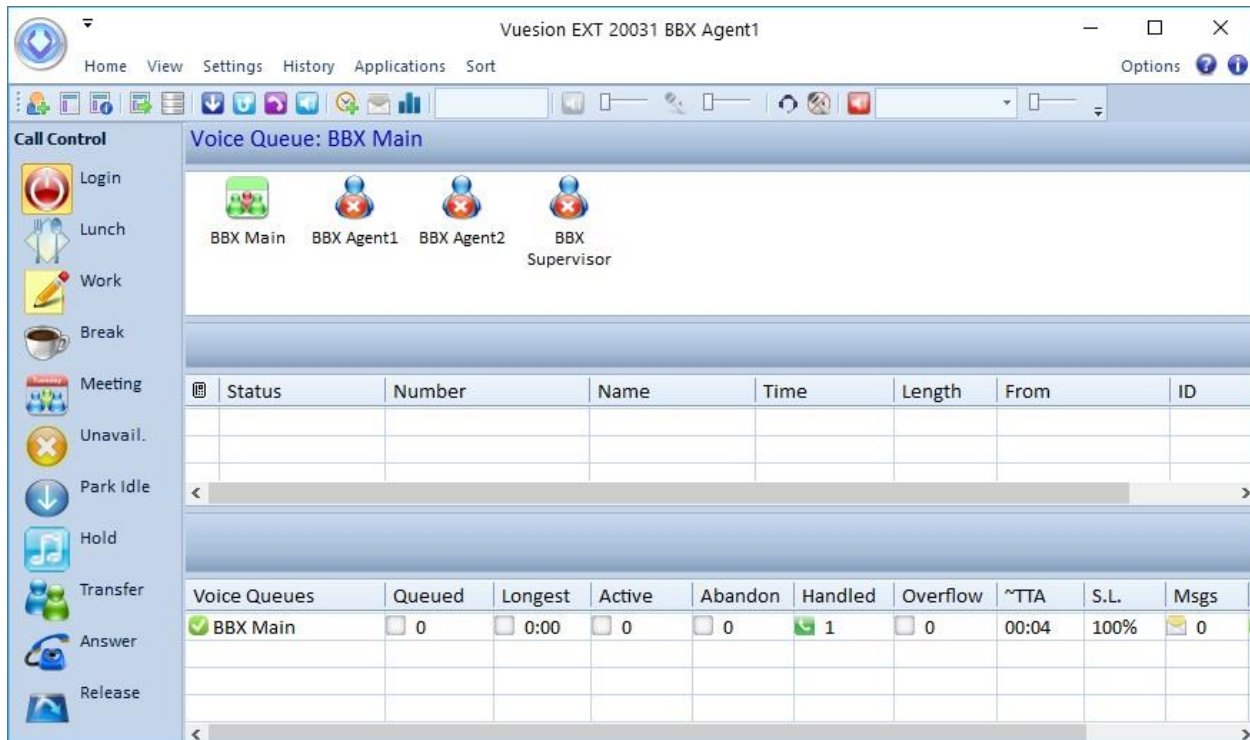 Vuesion EXT 20031 BBX Agent1
Home View Settings History Applications Sort Options
Call Control
Login
Lunch
Work
Break
Meeting
Unavail.
Park Idle
Hold
Transfer
Answer
Release
Voice Queue: BBX Main
BBX Main BBX Agent1 BBX Agent2 BBX
Supervisor
Status Number Name Time Length From ID
Voice Queues Queued Longest Active Abandon Handled Overflow ~TTA S.L. Msgs
BBX Main 0 0:00 0 0 1 0 00:04 100% 0